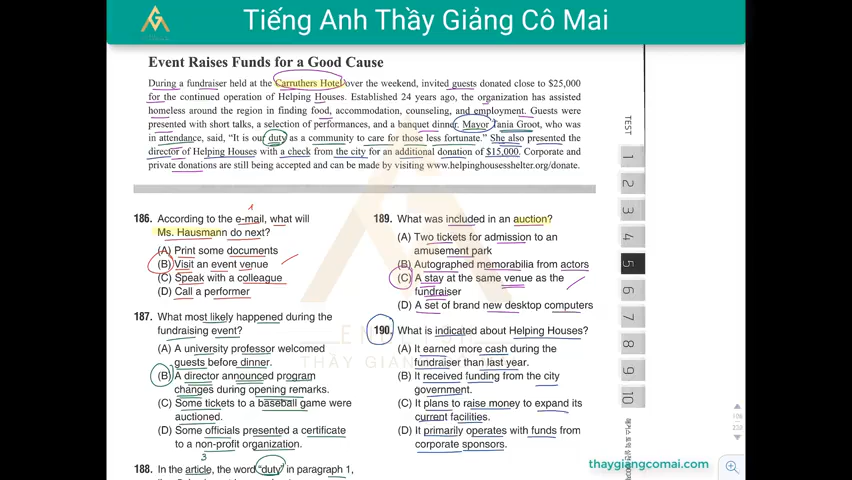 Tiếng Anh Thầy Giảng Cô Mai
Event Raises Funds for a Good Cause
During a fundraiser held at the Carruthers Hotel over the weekend, invited guests donated close to $25,000
for the continued operation of Helping Houses. Established 24 years ago, the organization has assisted
homeless around the region in finding food, accommodation, counseling, and employment. Guests were
presented with short talks, a selection of performances, and a banquet dinner. Mayor Tania Groot, who was
in attendance, said, "It is our duty as a community to care for those less fortunate." She also presented the
director of Helping Houses with a check from the city for an additional donation of $15,000. Corporate and
private donations are still being accepted and can be made by visiting www.helpinghousesshelter.org/donate.
186. According to the e-mail, what will
Ms. Hausmann do next?
(A) Print some documents
(B) Visit an event venue
(C) Speak with a colleague
(D) Call a performer
187. What most likely happened during the
fundraising event?
(A) A university professor welcomed
guests before dinner.
(B) A director announced program
changes during opening remarks.
(C) Some tickets to a baseball game were
auctioned.
(D) Some officials presented a certificate
to a non-profit organization.
3
188. In the article, the word "duty" in paragraph 1,
189. What was included in an auction?
(A) Two tickets for admission to an
amusement park
(B) Autographed memorabilia from actors
(C) A stay at the same venue as the
fundraiser
(D) A set of brand new desktop computers
190. What is indicated about Helping Houses?
(A) It earned more cash during the
fundraiser than last year.
(B) It received funding from the city
government.
(C) It plans to raise money to expand its
current facilities.
(D) It primarily operates with funds from
corporate sponsors.
TEST
1
2
3
4
5
6
7
8
9
10
THẦY GIẢNG
thaygiangcomai.com